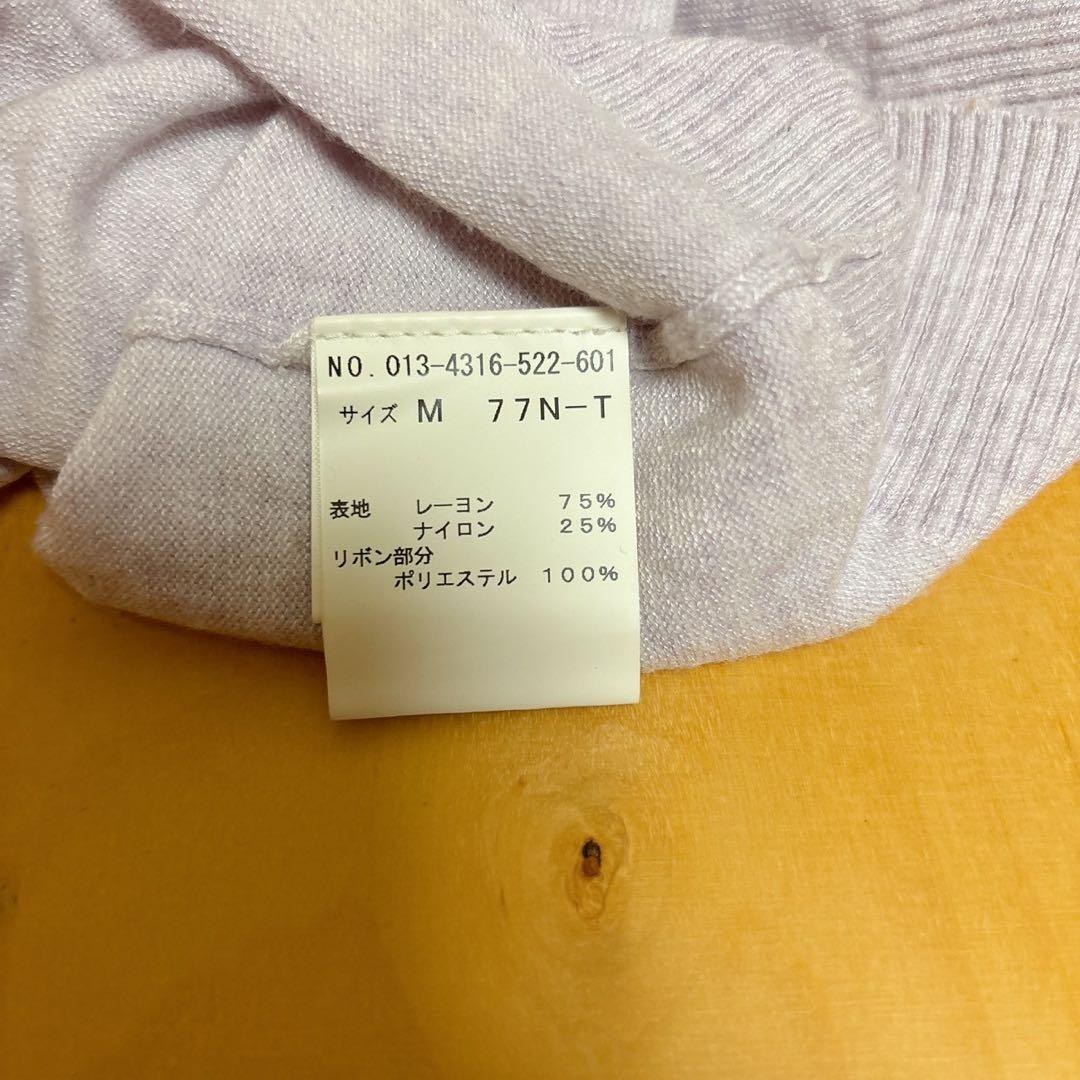 NO. 013-4316-522-601
サイズ M 77N-T
表地 レーヨン 75%
ナイロン 25%
リボン部分
ポリエステル 100%